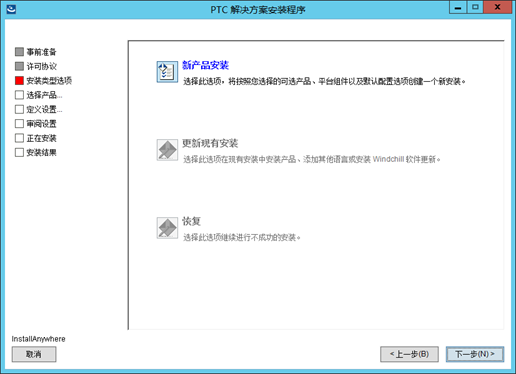 PTC 解决方案安装程序
事前准备
许可协议
安装类型选项
选择产品...
定义设置...
审阅设置
正在安装
安装结果
新产品安装
选择此选项，将按照您选择的可选产品、平台组件以及默认配置选项创建一个新安装。
更新现有安装
选择此选项在现有安装中安装产品、添加其他语言或安装 Windchill 软件更新。
恢复
选择此选项继续进行不成功的安装。
InstallAnywhere
取消
< 上一步(B)
下一步(N) >